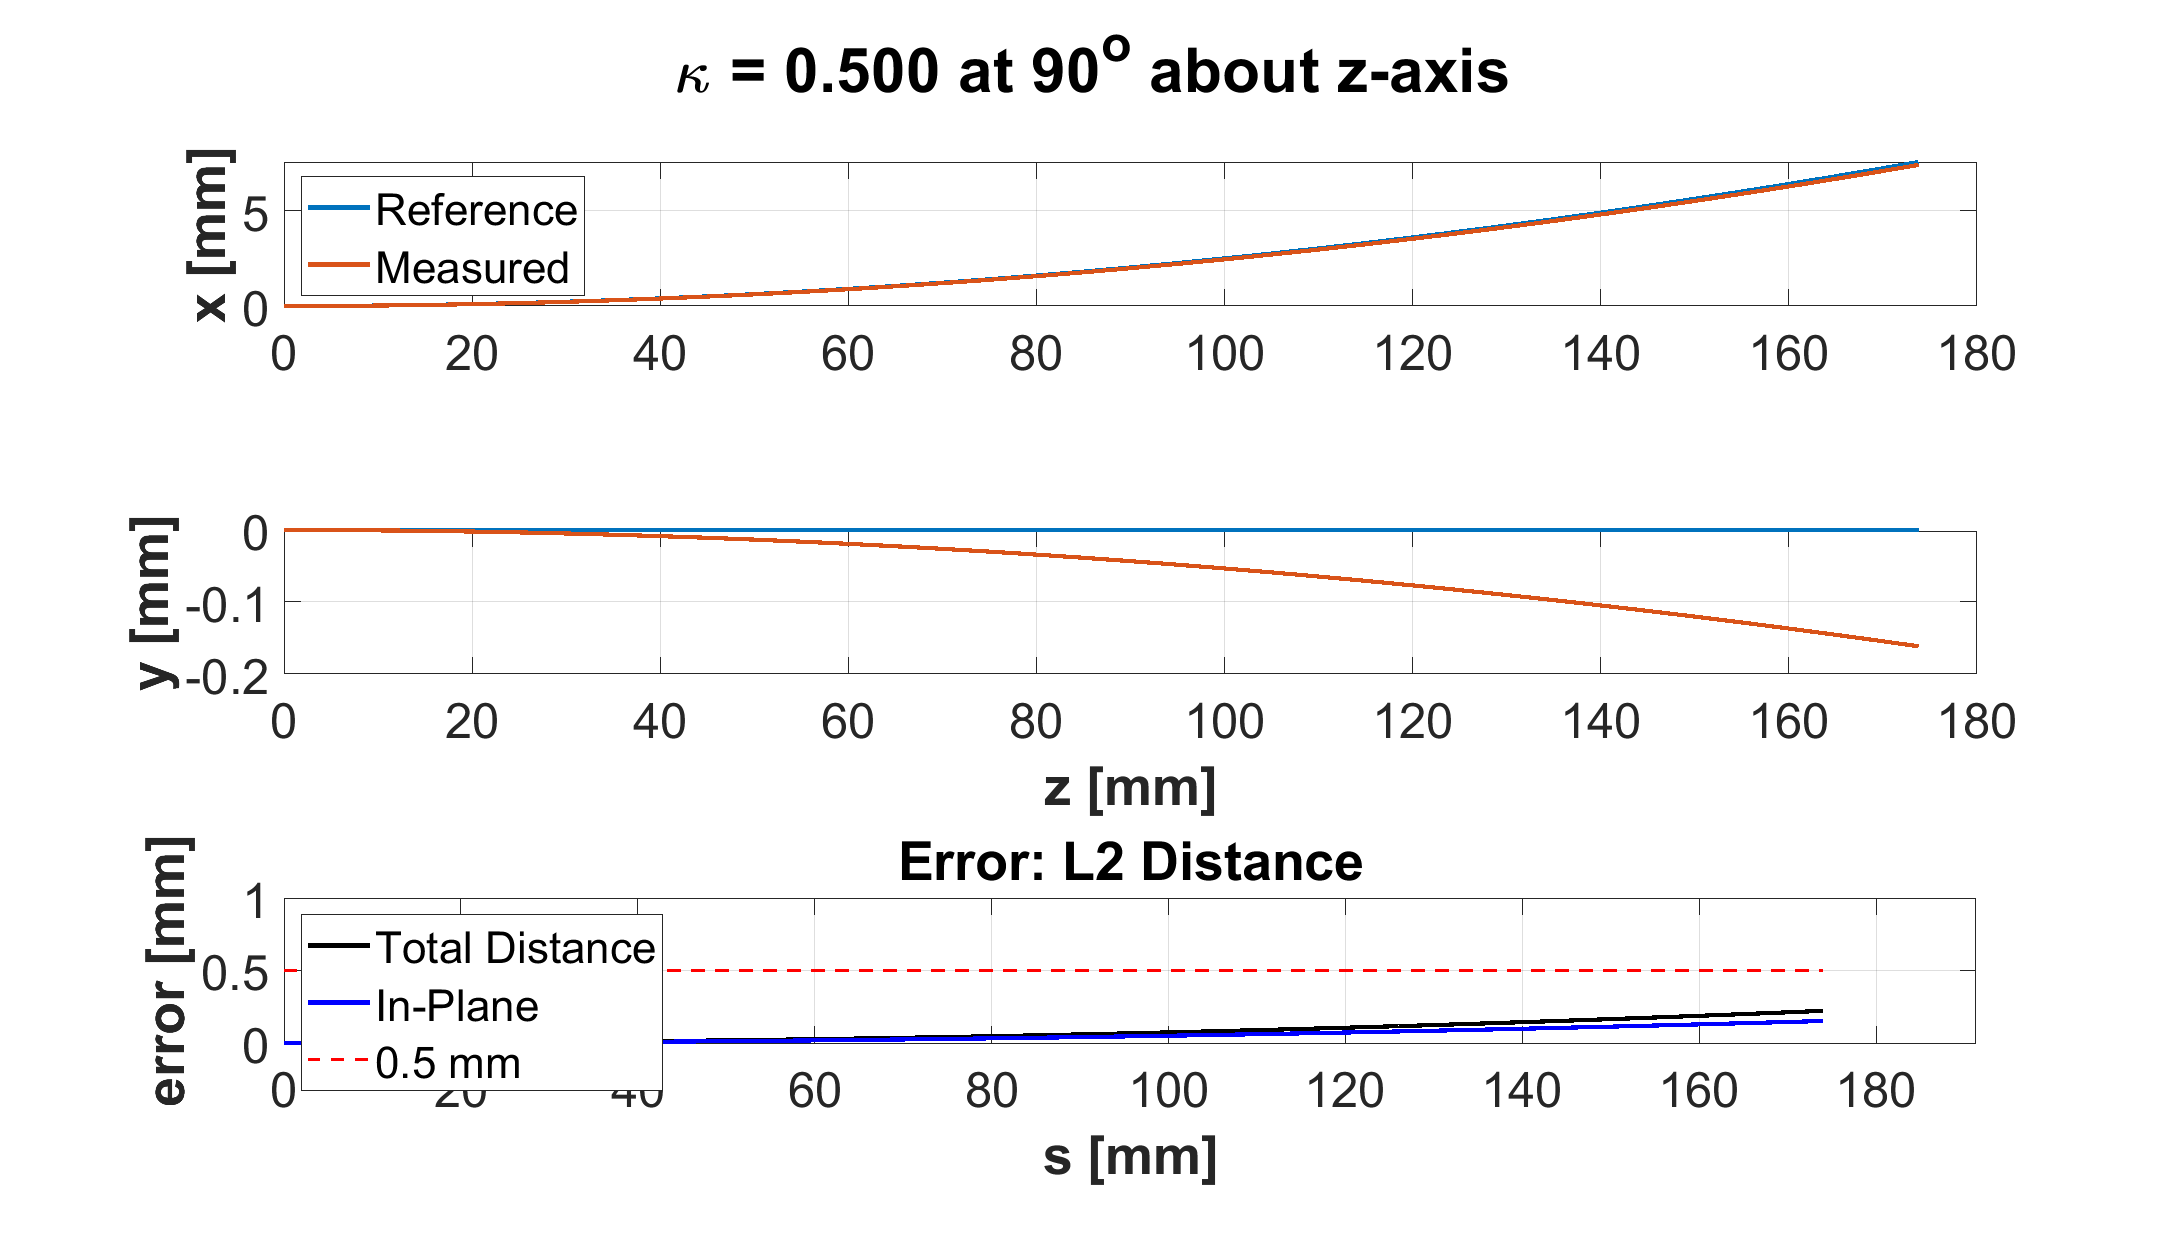 κ = 0.500 at 90° about z-axis
x [mm]
5
0
Reference
Measured
0 20 40 60 80 100 120 140 160 180
y [mm]
0
-0.1
-0.2
0 20 40 60 80 100 120 140 160 180
z [mm]
Error: L2 Distance
error [mm]
1
0.5
0
Total Distance
In-Plane
0.5 mm
0 20 40 60 80 100 120 140 160 180
s [mm]